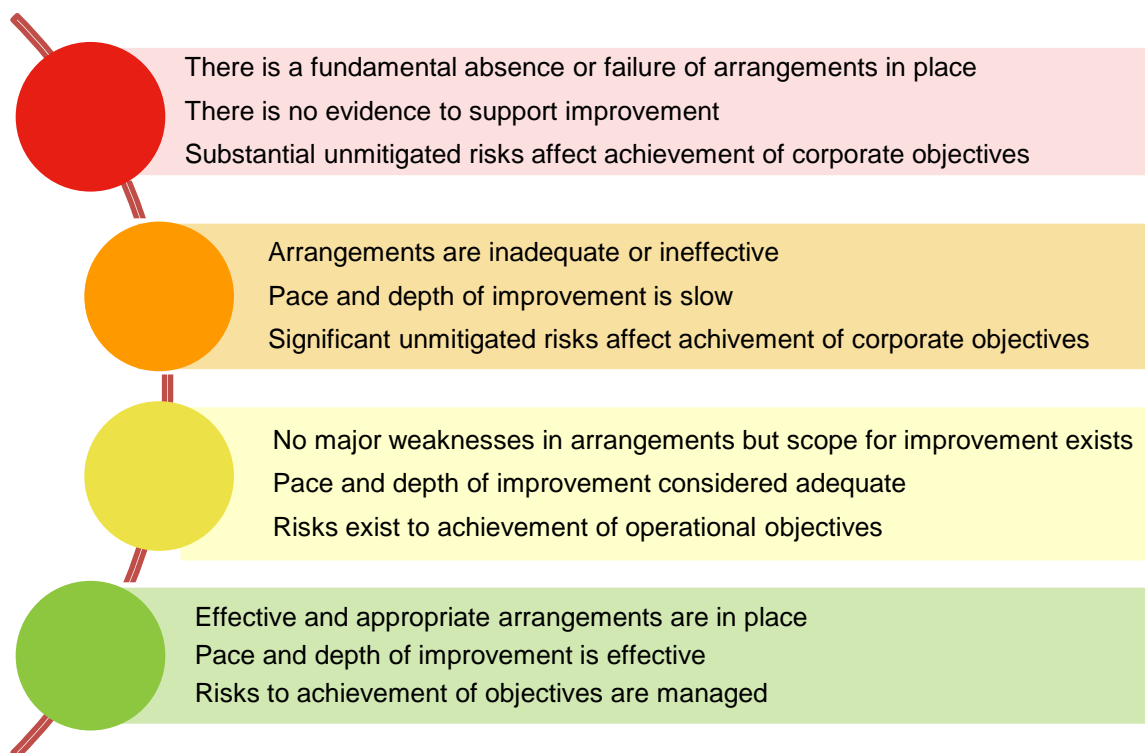 There is a fundamental absence or failure of arrangements in place
There is no evidence to support improvement
Substantial unmitigated risks affect achievement of corporate objectives
Arrangements are inadequate or ineffective
Pace and depth of improvement is slow
Significant unmitigated risks affect achivement of corporate objectives
No major weaknesses in arrangements but scope for improvement exists
Pace and depth of improvement considered adequate
Risks exist to achievement of operational objectives
Effective and appropriate arrangements are in place
Pace and depth of improvement is effective
Risks to achievement of objectives are managed